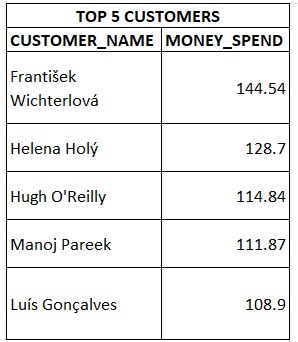 TOP 5 CUSTOMERS
CUSTOMER_NAME MONEY_SPEND
František
Wichterlová 144.54
Helena Holý 128.7
Hugh O'Reilly 114.84
Manoj Pareek 111.87
Luís Gonçalves 108.9